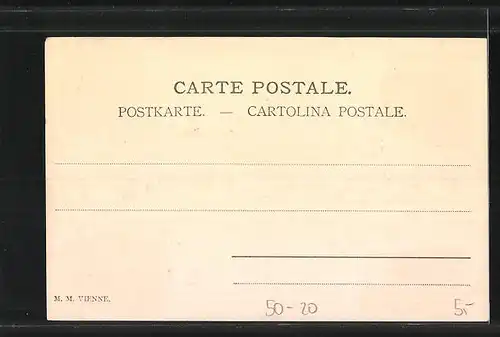 CARTE POSTALE.
POSTKARTE. — CARTOLINA POSTALE.
M. M. VIENNE.
50-20
5,-